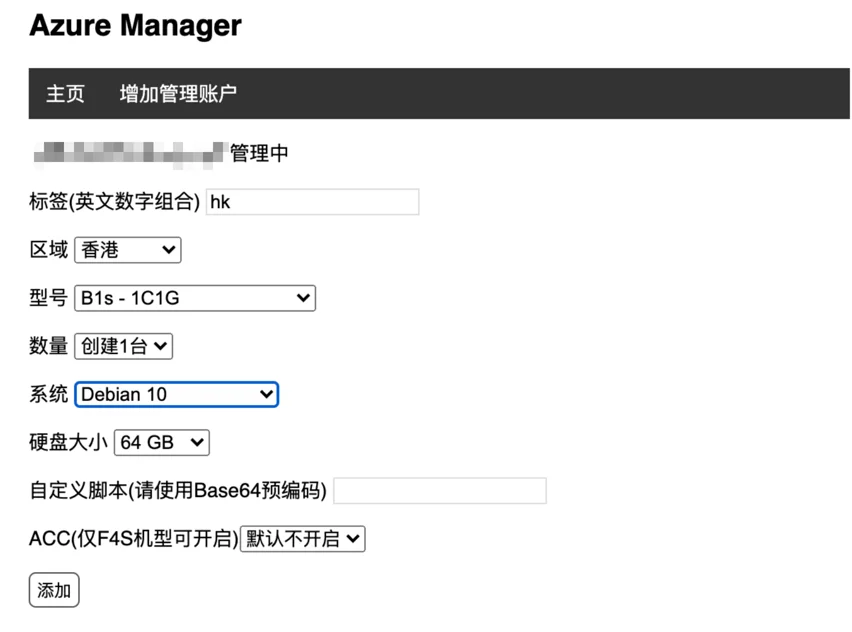 Azure Manager
主页 增加管理账户
管理中
标签(英文数字组合) hk
区域 香港
型号 B1s - 1C1G
数量 创建1台
系统 Debian 10
硬盘大小 64 GB
自定义脚本(请使用Base64预编码)
ACC(仅F4S机型可开启) 默认不开启
添加